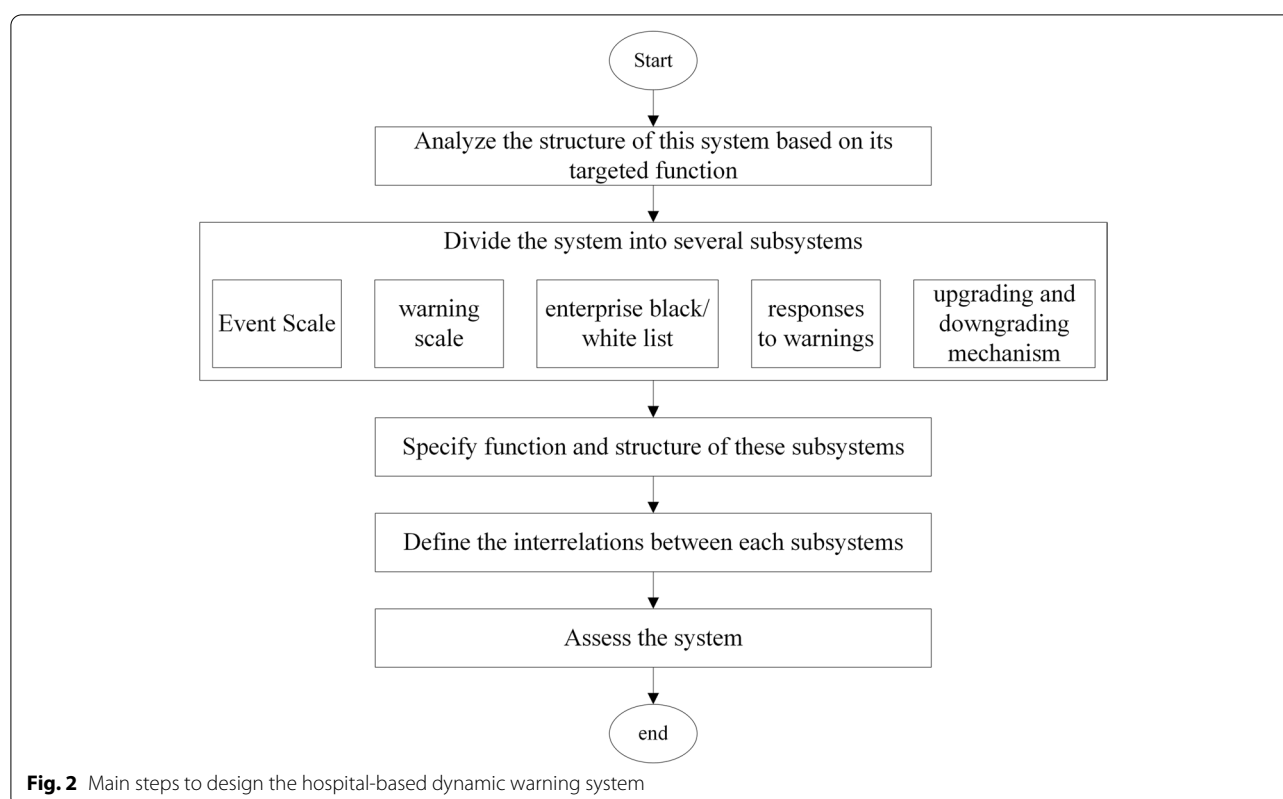 Start
Analyze the structure of this system based on its
targeted function
Divide the system into several subsystems
Event Scale
warning
scale
enterprise black/
white list
responses
to warnings
upgrading and
downgrading
mechanism
Specify function and structure of these subsystems
Define the interrelations between each subsystems
Assess the system
end
Fig. 2 Main steps to design the hospital-based dynamic warning system